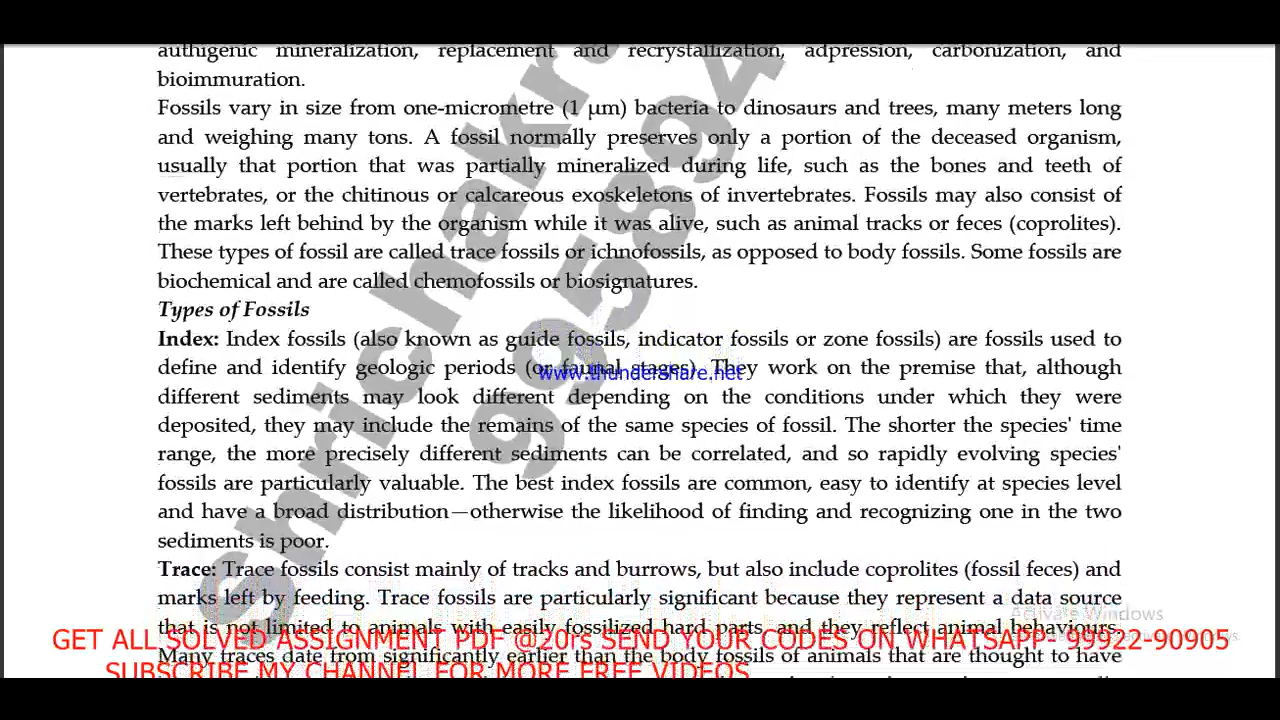 authigenic mineralization, replacement and recrystallization, adpression, carbonization, and
bioimmuration.
Fossils vary in size from one-micrometre (1 µm) bacteria to dinosaurs and trees, many meters long
and weighing many tons. A fossil normally preserves only a portion of the deceased organism,
usually that portion that was partially mineralized during life, such as the bones and teeth of
vertebrates, or the chitinous or calcareous exoskeletons of invertebrates. Fossils may also consist of
the marks left behind by the organism while it was alive, such as animal tracks or feces (coprolites).
These types of fossil are called trace fossils or ichnofossils, as opposed to body fossils. Some fossils are
biochemical and are called chemofossils or biosignatures.
Types of Fossils
Index: Index fossils (also known as guide fossils, indicator fossils or zone fossils) are fossils used to
define and identify geologic periods (or faunal stages). They work on the premise that, although
www.thundershare.net
different sediments may look different depending on the conditions under which they were
deposited, they may include the remains of the same species of fossil. The shorter the species' time
range, the more precisely different sediments can be correlated, and so rapidly evolving species'
fossils are particularly valuable. The best index fossils are common, easy to identify at species level
and have a broad distribution—otherwise the likelihood of finding and recognizing one in the two
sediments is poor.
Trace: Trace fossils consist mainly of tracks and burrows, but also include coprolites (fossil feces) and
marks left by feeding. Trace fossils are particularly significant because they represent a data source
that is not limited to animals with easily fossilized hard parts, and they reflect animal behaviours.
Many traces date from significantly earlier than the body fossils of animals that are thought to have
Activate Windows
GET ALL SOLVED ASSIGNMENT PDF @20rs SEND YOUR CODES ON WHATSAPP: 99922-90905
SUBSCRIBE MY CHANNEL FOR MORE FREE VIDEOS
shrichakra
995894